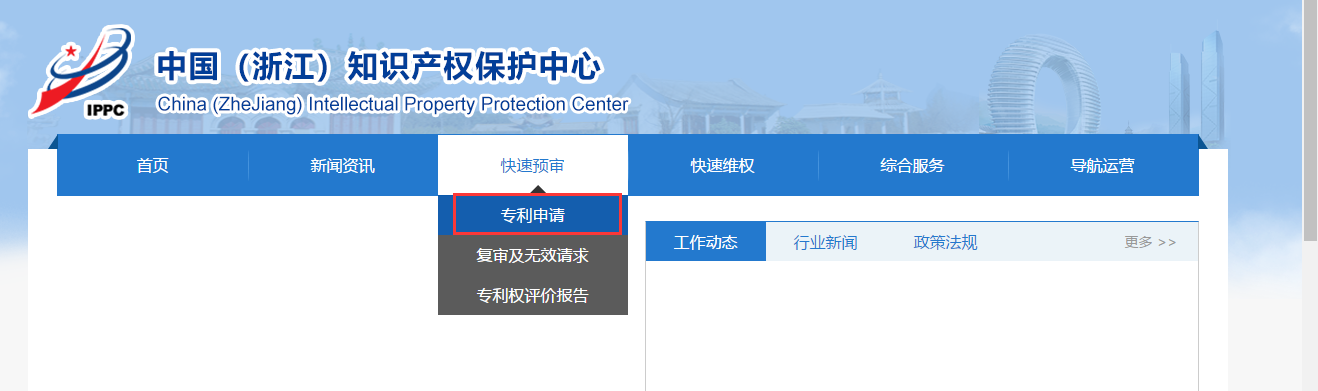 中国（浙江）知识产权保护中心
China (ZheJiang) Intellectual Property Protection Center
IPPC
首页 新闻资讯 快速预审 快速维权 综合服务 导航运营
专利申请
复审及无效请求
专利权评价报告
工作动态 行业新闻 政策法规 更多 >>